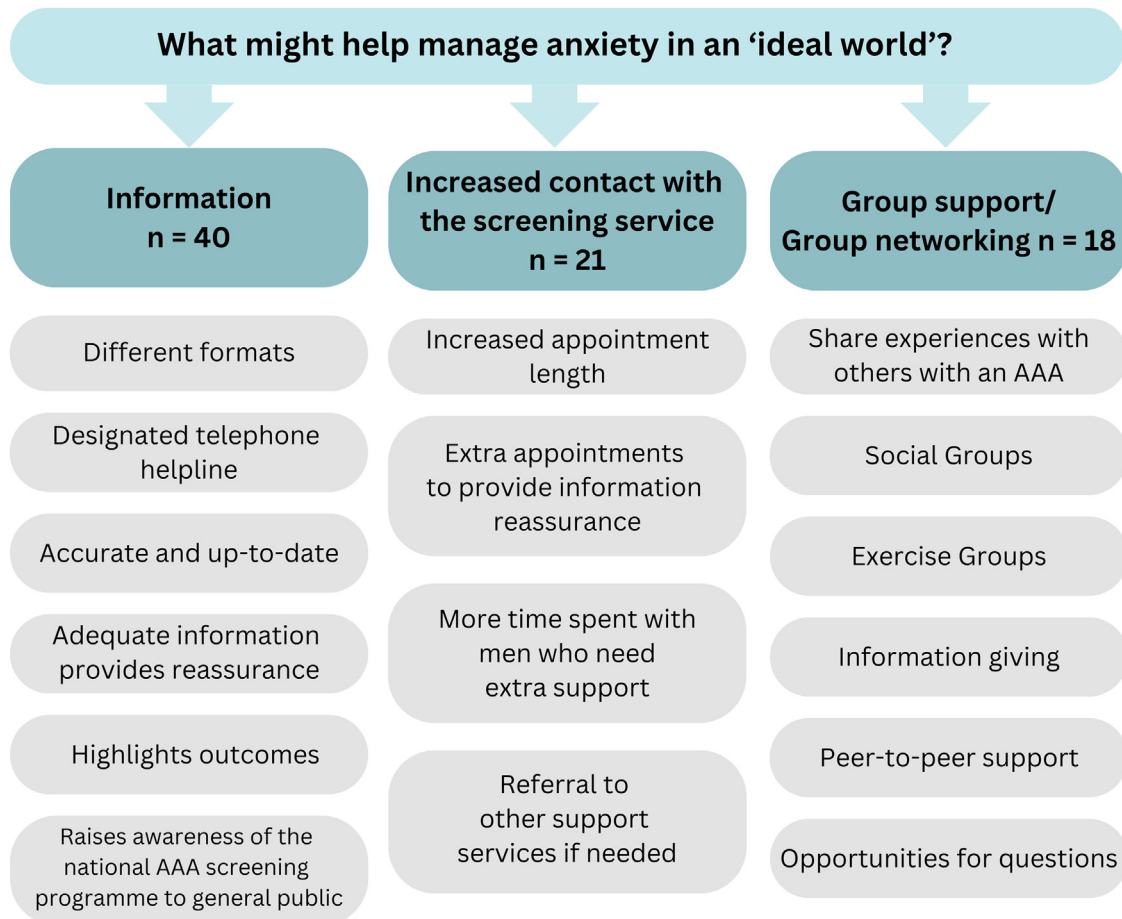 What might help manage anxiety in an ‘ideal world’?
Information
n = 40
Different formats
Designated telephone
helpline
Accurate and up-to-date
Adequate information
provides reassurance
Highlights outcomes
Raises awareness of the
national AAA screening
programme to general public
Increased contact with
the screening service
n = 21
Increased appointment
length
Extra appointments
to provide information
reassurance
More time spent with
men who need
extra support
Referral to
other support
services if needed
Group support/
Group networking n = 18
Share experiences with
others with an AAA
Social Groups
Exercise Groups
Information giving
Peer-to-peer support
Opportunities for questions